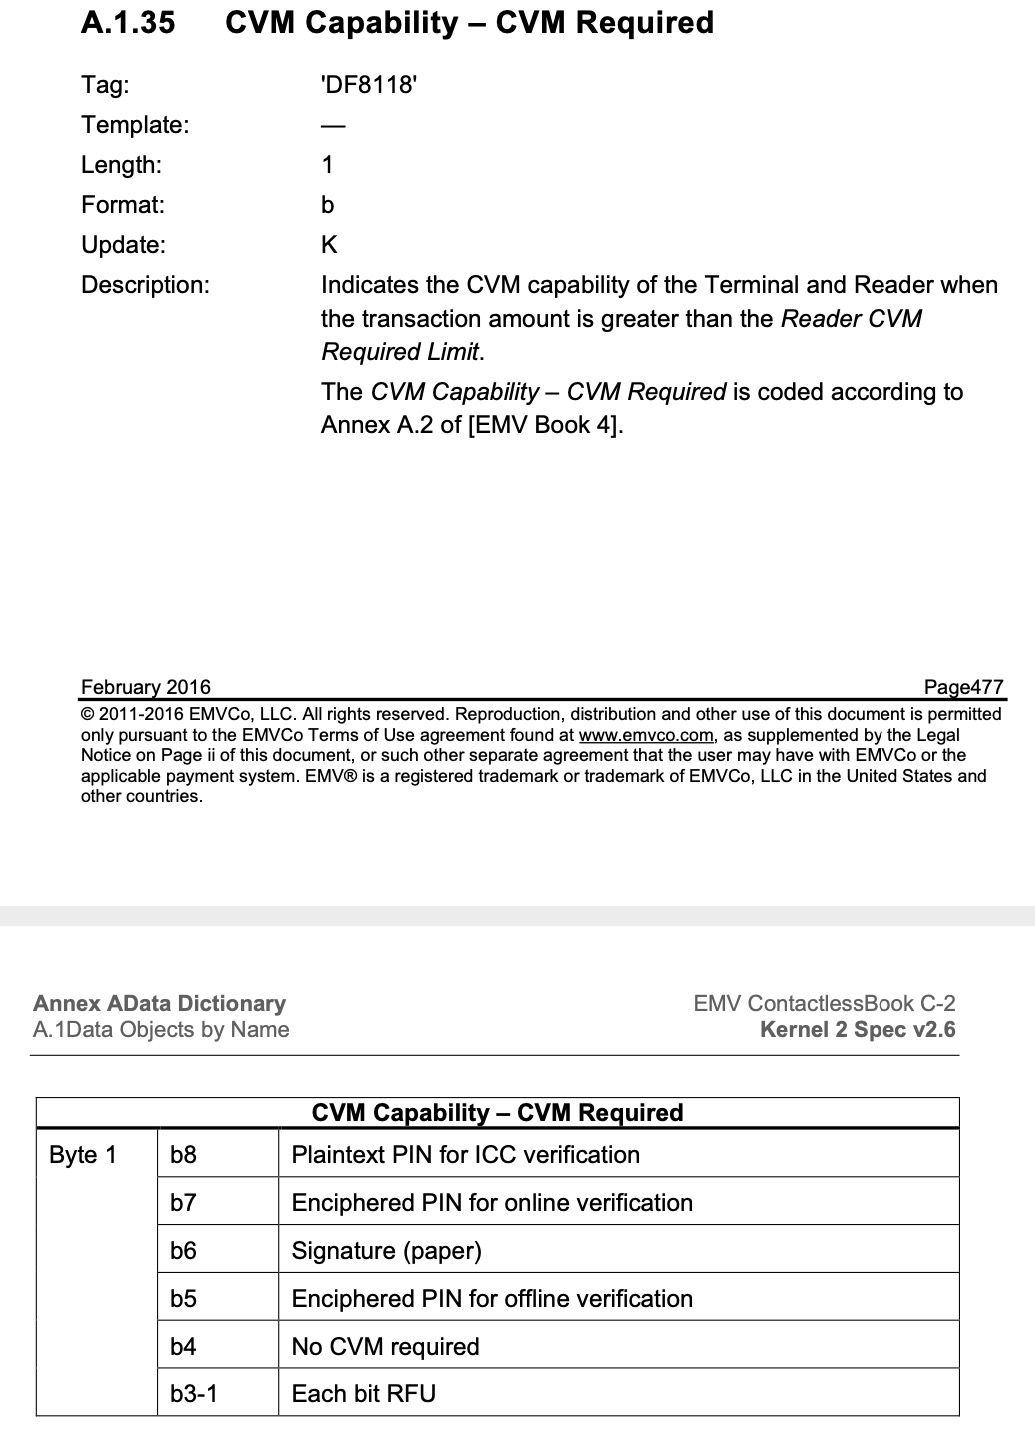 A.1.35 CVM Capability – CVM Required
Tag: 'DF8118'
Template: —
Length: 1
Format: b
Update: K
Description: Indicates the CVM capability of the Terminal and Reader when
the transaction amount is greater than the Reader CVM
Required Limit.
The CVM Capability – CVM Required is coded according to
Annex A.2 of [EMV Book 4].
February 2016 Page477
© 2011-2016 EMVCo, LLC. All rights reserved. Reproduction, distribution and other use of this document is permitted
only pursuant to the EMVCo Terms of Use agreement found at www.emvco.com, as supplemented by the Legal
Notice on Page ii of this document, or such other separate agreement that the user may have with EMVCo or the
applicable payment system. EMV® is a registered trademark or trademark of EMVCo, LLC in the United States and
other countries.
Annex AData Dictionary EMV ContactlessBook C-2
A.1Data Objects by Name Kernel 2 Spec v2.6
CVM Capability – CVM Required
Byte 1 b8 Plaintext PIN for ICC verification
b7 Enciphered PIN for online verification
b6 Signature (paper)
b5 Enciphered PIN for offline verification
b4 No CVM required
b3-1 Each bit RFU